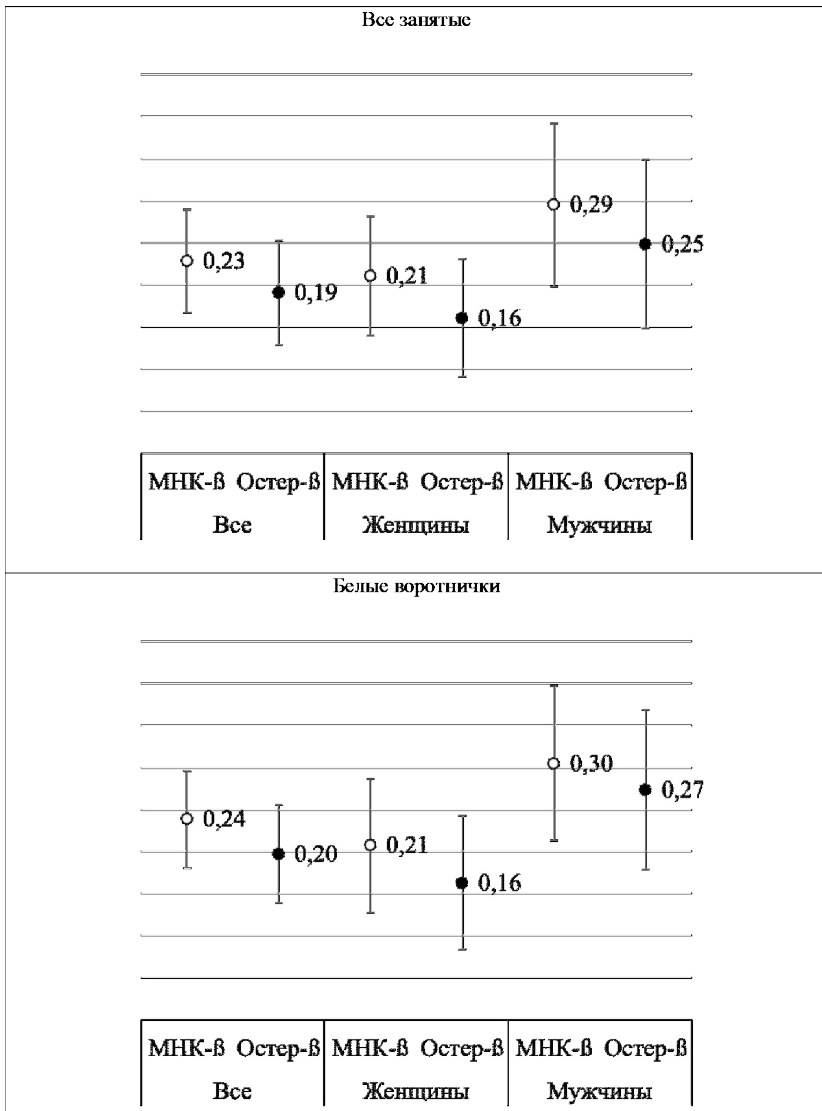 Все занятые
0,23
0,19
0,21
0,16
0,29
0,25
МНК-ß Остер-ß МНК-ß Остер-ß МНК-ß Остер-ß
Все Женщины Мужчины
Белые воротнички
0,24
0,20
0,21
0,16
0,30
0,27
МНК-ß Остер-ß МНК-ß Остер-ß МНК-ß Остер-ß
Все Женщины Мужчины